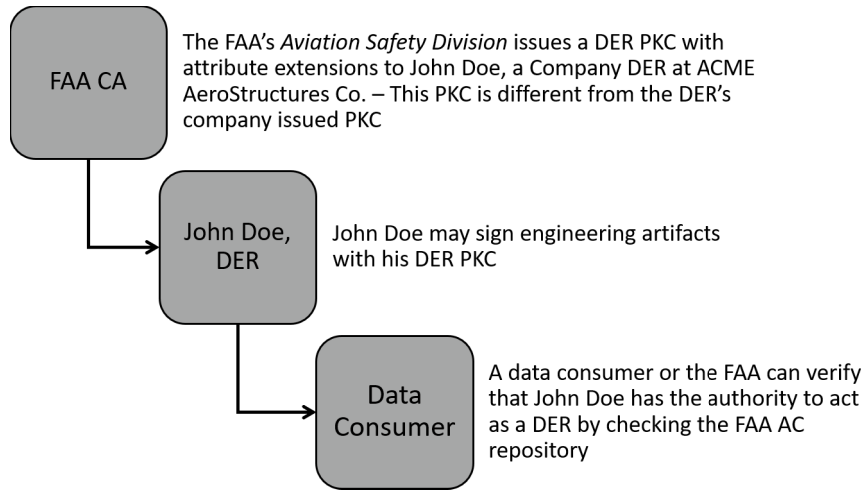 FAA CA
The FAA's Aviation Safety Division issues a DER PKC with
attribute extensions to John Doe, a Company DER at ACME
AeroStructures Co. – This PKC is different from the DER's
company issued PKC
John Doe,
DER
John Doe may sign engineering artifacts
with his DER PKC
Data
Consumer
A data consumer or the FAA can verify
that John Doe has the authority to act
as a DER by checking the FAA AC
repository